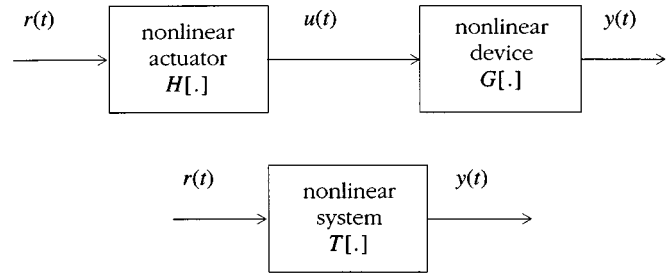 r(t)
nonlinear
actuator
H[.]
u(t)
nonlinear
device
G[.]
y(t)
r(t)
nonlinear
system
T[.]
y(t)